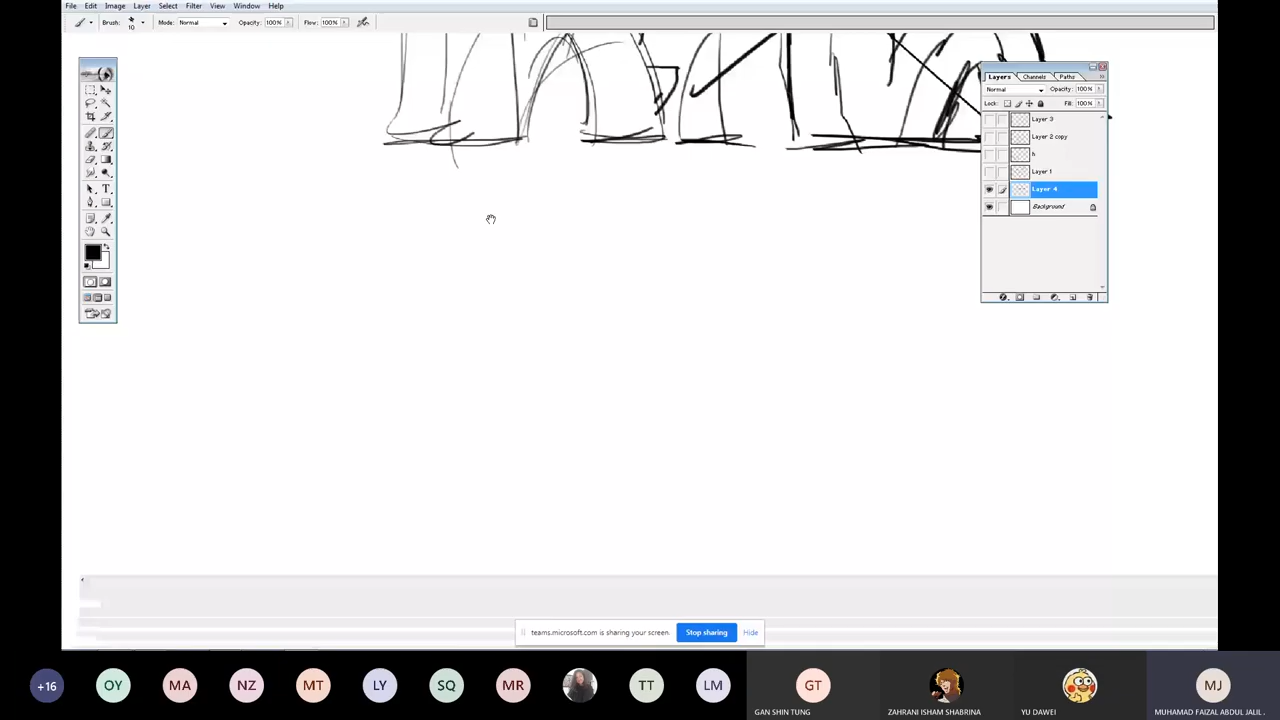 File Edit Image Layer Select Filter View Window Help
Brush: 10 Mode: Normal Opacity: 100% Flow: 100%
Layers Channels Paths
Normal Opacity: 100%
Lock: Fill: 100%
Layer 3
Layer 2 copy
h
Layer 1
Layer 4
Background
T
teams.microsoft.com is sharing your screen. Stop sharing Hide
+16 OY MA NZ MT LY SQ MR TT LM GT MJ
GAN SHIN TUNG ZAHRANI ISHAM SHABRINA YU DAWEI MUHAMAD FAIZAL ABDUL JALIL .